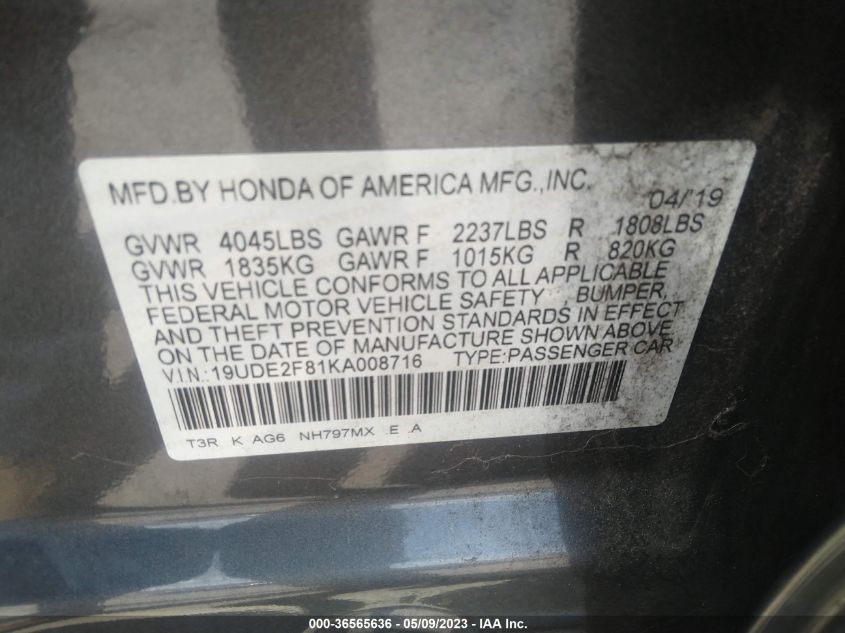 MFD.BY HONDA OF AMERICA MFG.,INC. 04/'19
GVWR 4045LBS GAWR F 2237LBS R 1808LBS
GVWR 1835KG GAWR F 1015KG R 820KG
THIS VEHICLE CONFORMS TO ALL APPLICABLE
FEDERAL MOTOR VEHICLE SAFETY , BUMPER,
AND THEFT PREVENTION STANDARDS IN EFFECT
ON THE DATE OF MANUFACTURE SHOWN ABOVE
V.I.N.:19UDE2F81KA008716 TYPE:PASSENGER CAR
T3R K AG6 NH797MX .E .A
000-36565636 - 05/09/2023 - IAA Inc.